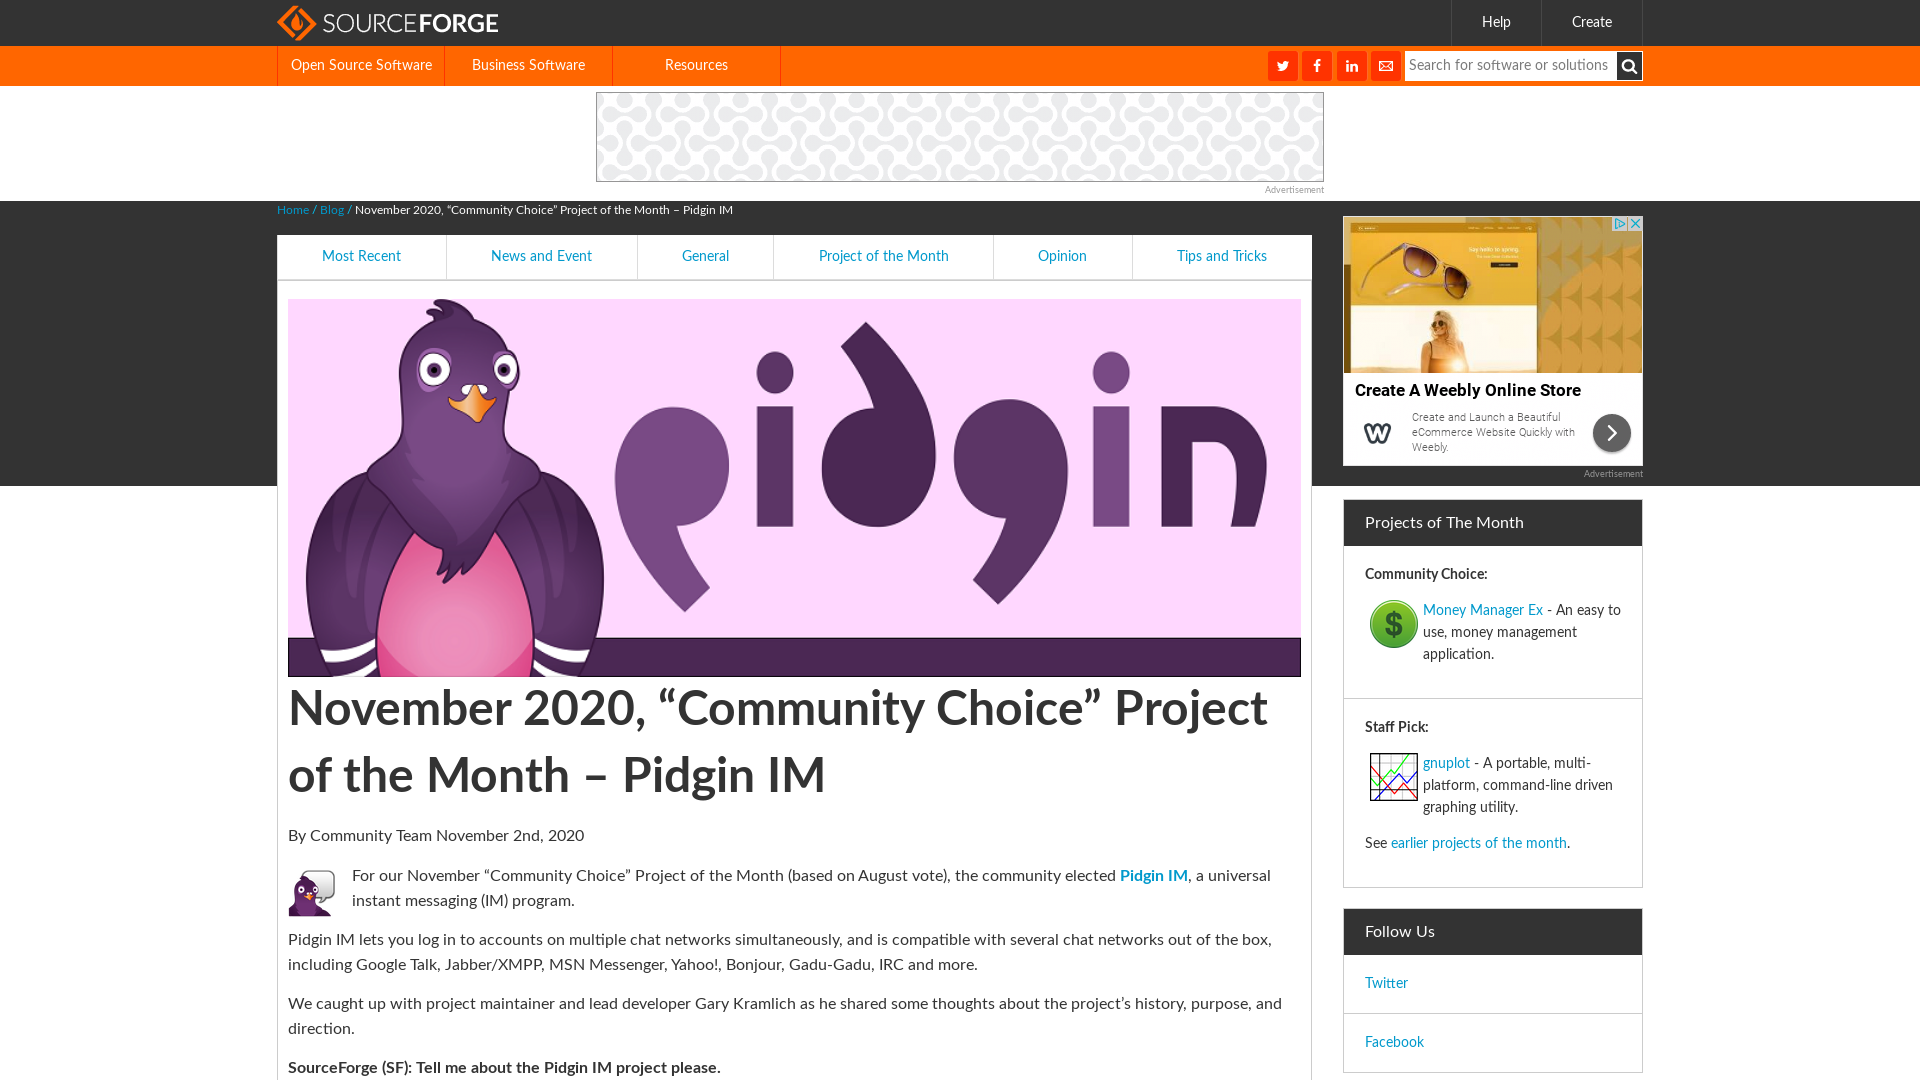 SOURCEFORGE
Help
Create
Open Source Software
Business Software
Resources
Search for software or solutions
Advertisement
Home / Blog / November 2020, “Community Choice” Project of the Month – Pidgin IM
Most Recent
News and Event
General
Project of the Month
Opinion
Tips and Tricks
pidgin
November 2020, “Community Choice” Project
of the Month – Pidgin IM
By Community Team November 2nd, 2020
For our November “Community Choice” Project of the Month (based on August vote), the community elected Pidgin IM, a universal
instant messaging (IM) program.
Pidgin IM lets you log in to accounts on multiple chat networks simultaneously, and is compatible with several chat networks out of the box,
including Google Talk, Jabber/XMPP, MSN Messenger, Yahoo!, Bonjour, Gadu-Gadu, IRC and more.
We caught up with project maintainer and lead developer Gary Kramlich as he shared some thoughts about the project’s history, purpose, and
direction.
SourceForge (SF): Tell me about the Pidgin IM project please.
Say hello to spring.
Create A Weebly Online Store
Create and Launch a Beautiful
eCommerce Website Quickly with
Weebly.
Advertisement
Projects of The Month
Community Choice:
Money Manager Ex - An easy to
use, money management
application.
Staff Pick:
gnuplot - A portable, multi-
platform, command-line driven
graphing utility.
See earlier projects of the month.
Follow Us
Twitter
Facebook